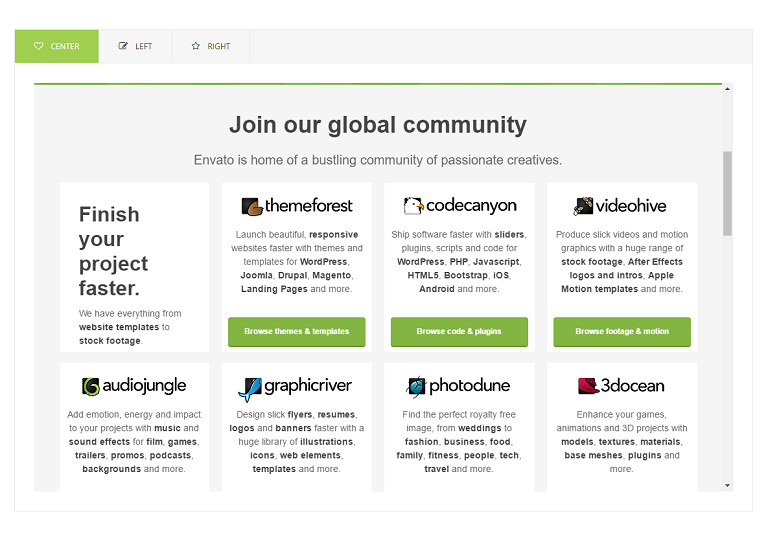 CENTER
LEFT
RIGHT
Join our global community
Envato is home of a bustling community of passionate creatives.
Finish
your
project
faster.
We have everything from
website templates to
stock footage.
themeforest
Launch beautiful, responsive
websites faster with themes and
templates for WordPress,
Joomla, Drupal, Magento,
Landing Pages and more.
Browse themes & templates
codecanyon
Ship software faster with sliders,
plugins, scripts and code for
WordPress, PHP, Javascript,
HTML5, Bootstrap, iOS,
Android and more.
Browse code & plugins
videohive
Produce slick videos and motion
graphics with a huge range of
stock footage, After Effects
logos and intros, Apple
Motion templates and more.
Browse footage & motion
audiojungle
Add emotion, energy and impact
to your projects with music and
sound effects for film, games,
trailers, promos, podcasts,
backgrounds and more.
graphicriver
Design slick flyers, resumes,
logos and banners faster with a
huge library of illustrations,
icons, web elements,
templates and more.
photodune
Find the perfect royalty free
image, from weddings to
fashion, business, food,
family, fitness, people, tech,
travel and more.
3docean
Enhance your games,
animations and 3D projects with
models, textures, materials,
base meshes, plugins and
more.